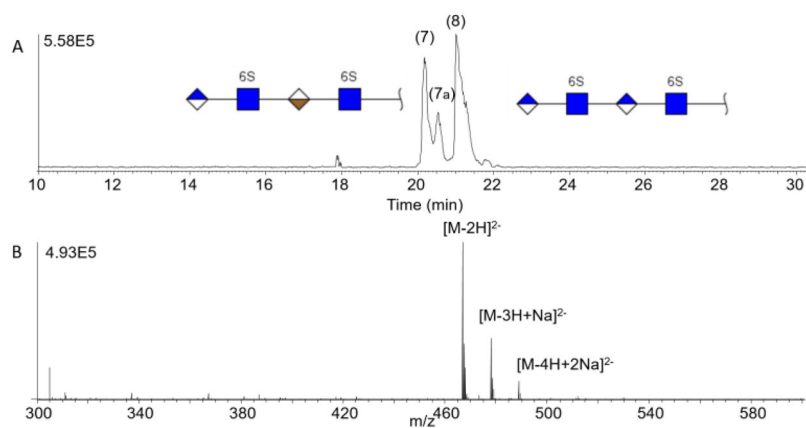 A
5.58E5
(7)
(7a)
(8)
6S
6S
6S
6S
10 12 14 16 18 20 22 24 26 28 30
Time (min)
B
4.93E5
[M-2H]²⁻
[M-3H+Na]²⁻
[M-4H+2Na]²⁻
300 340 380 420 460 500 540 580
m/z